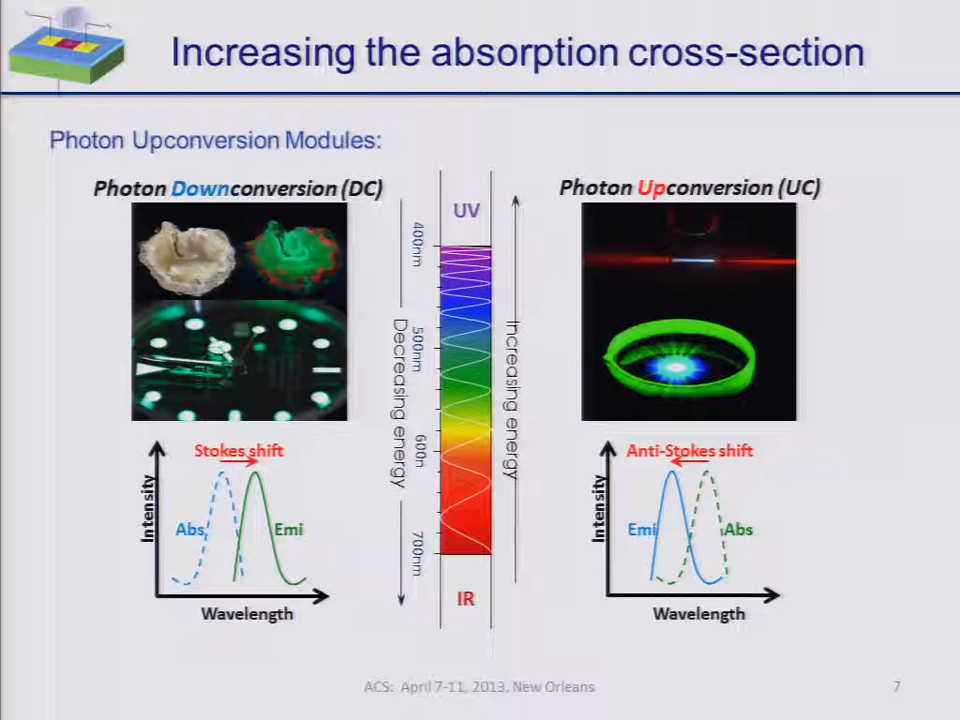 Increasing the absorption cross-section
Photon Upconversion Modules:
Photon Downconversion (DC)
Photon Upconversion (UC)
UV
400nm
500nm
600n
700nm
Decreasing energy
Increasing energy
IR
Stokes shift
Intensity
Abs
Emi
Wavelength
Anti-Stokes shift
Intensity
Emi
Abs
Wavelength
ACS: April 7-11, 2013, New Orleans
7